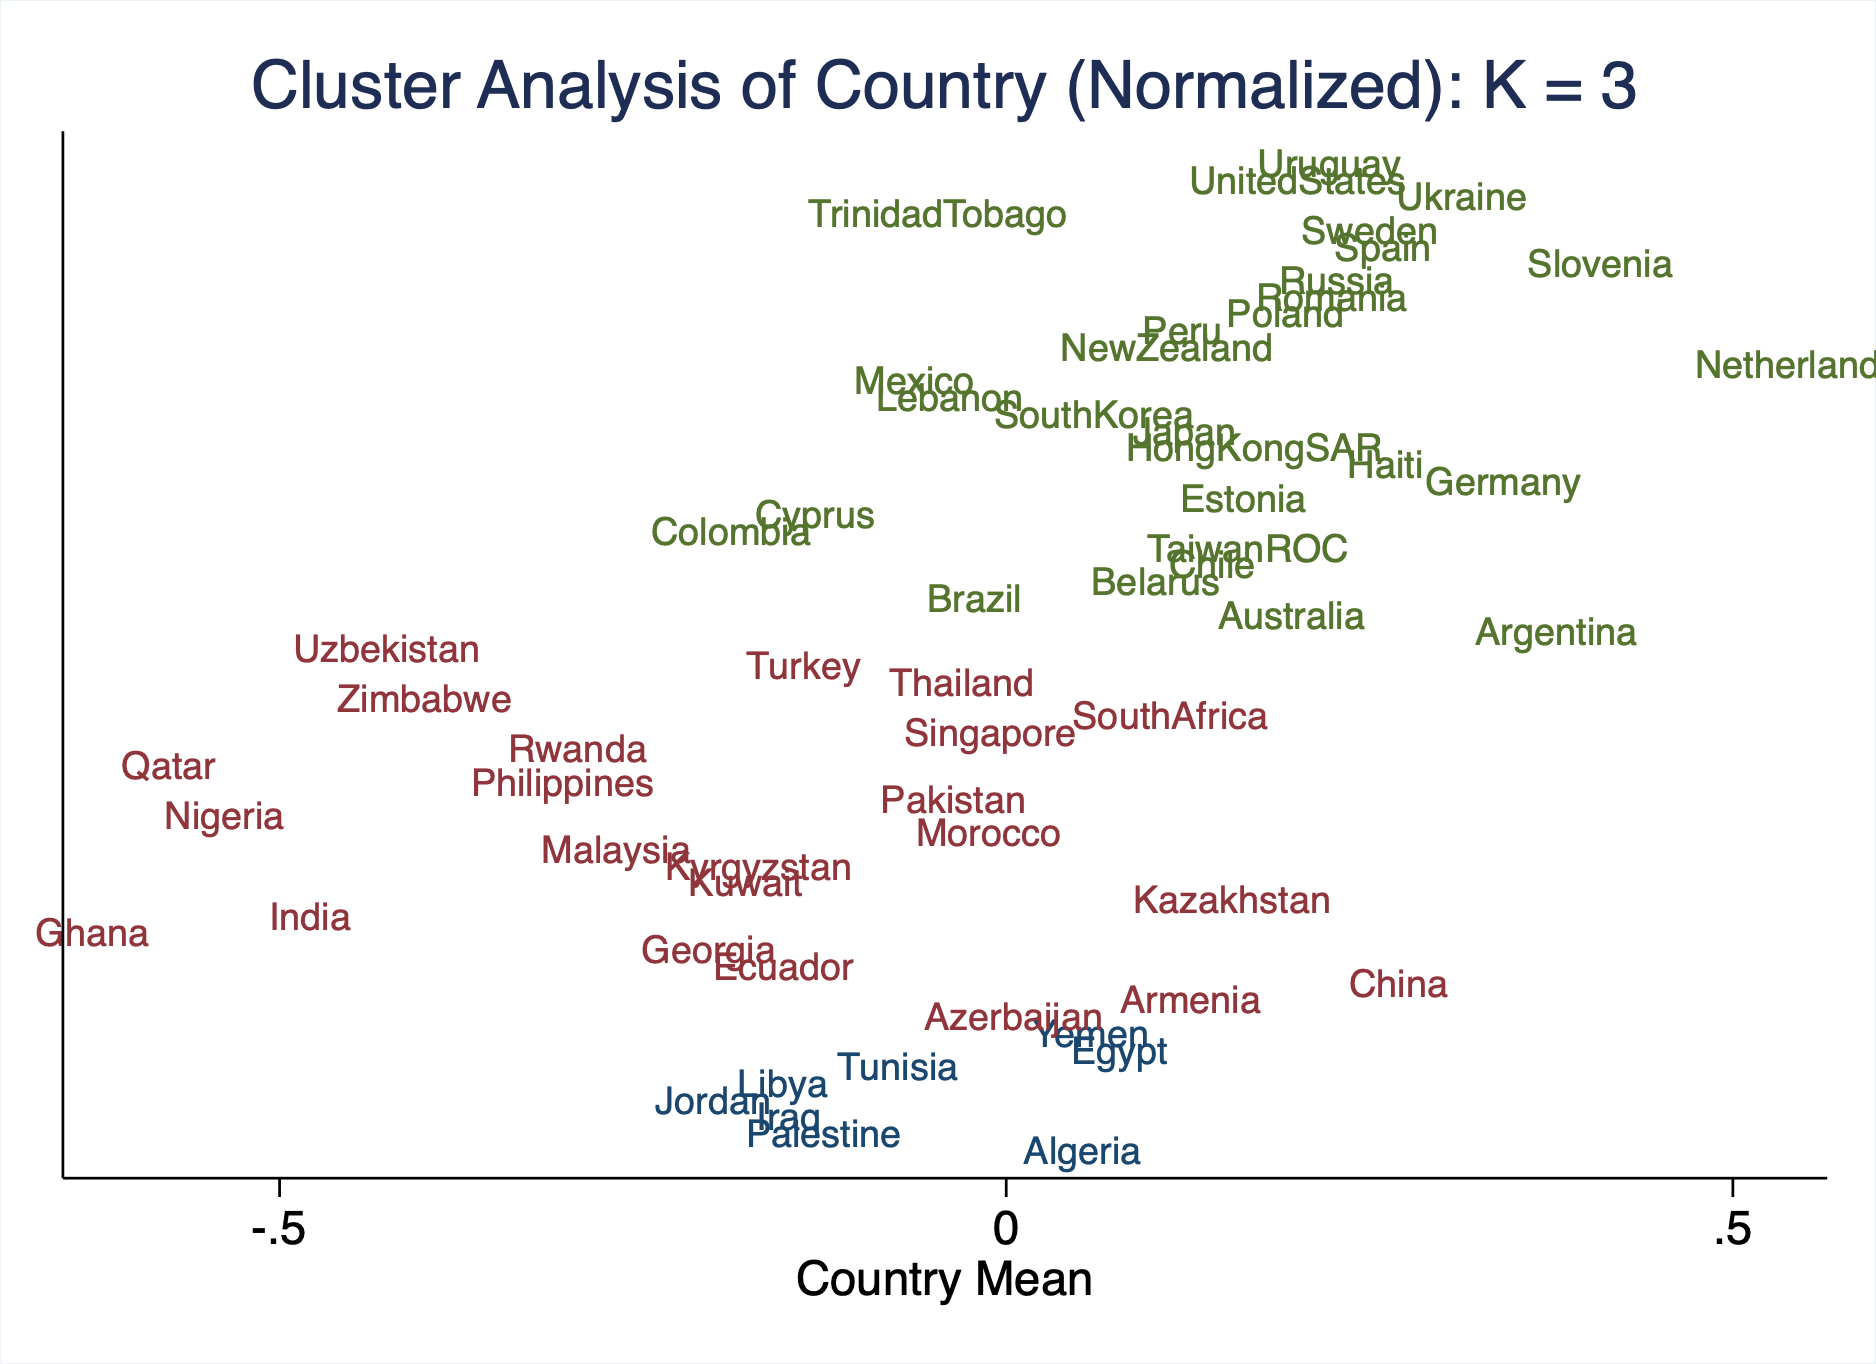 Cluster Analysis of Country (Normalized): K = 3
Uruguay
UnitedStates
Ukraine
TrinidadTobago
Sweden
Spain
Slovenia
Russia
Romania
Poland
Peru
NewZealand
Netherland
Mexico
Lebanon
SouthKorea
Japan
HongKongSAR
Haiti
Germany
Estonia
Cyprus
Colombia
TaiwanROC
Chile
Belarus
Brazil
Australia
Argentina
Uzbekistan
Turkey
Thailand
Zimbabwe
SouthAfrica
Singapore
Rwanda
Qatar
Philippines
Pakistan
Nigeria
Morocco
Malaysia
Kyrgyzstan
Kuwait
Kazakhstan
India
Ghana
Georgia
Ecuador
China
Armenia
Azerbaijan
Yemen
Egypt
Tunisia
Libya
Jordan
Iraq
Palestine
Algeria
-.5 0 .5
Country Mean